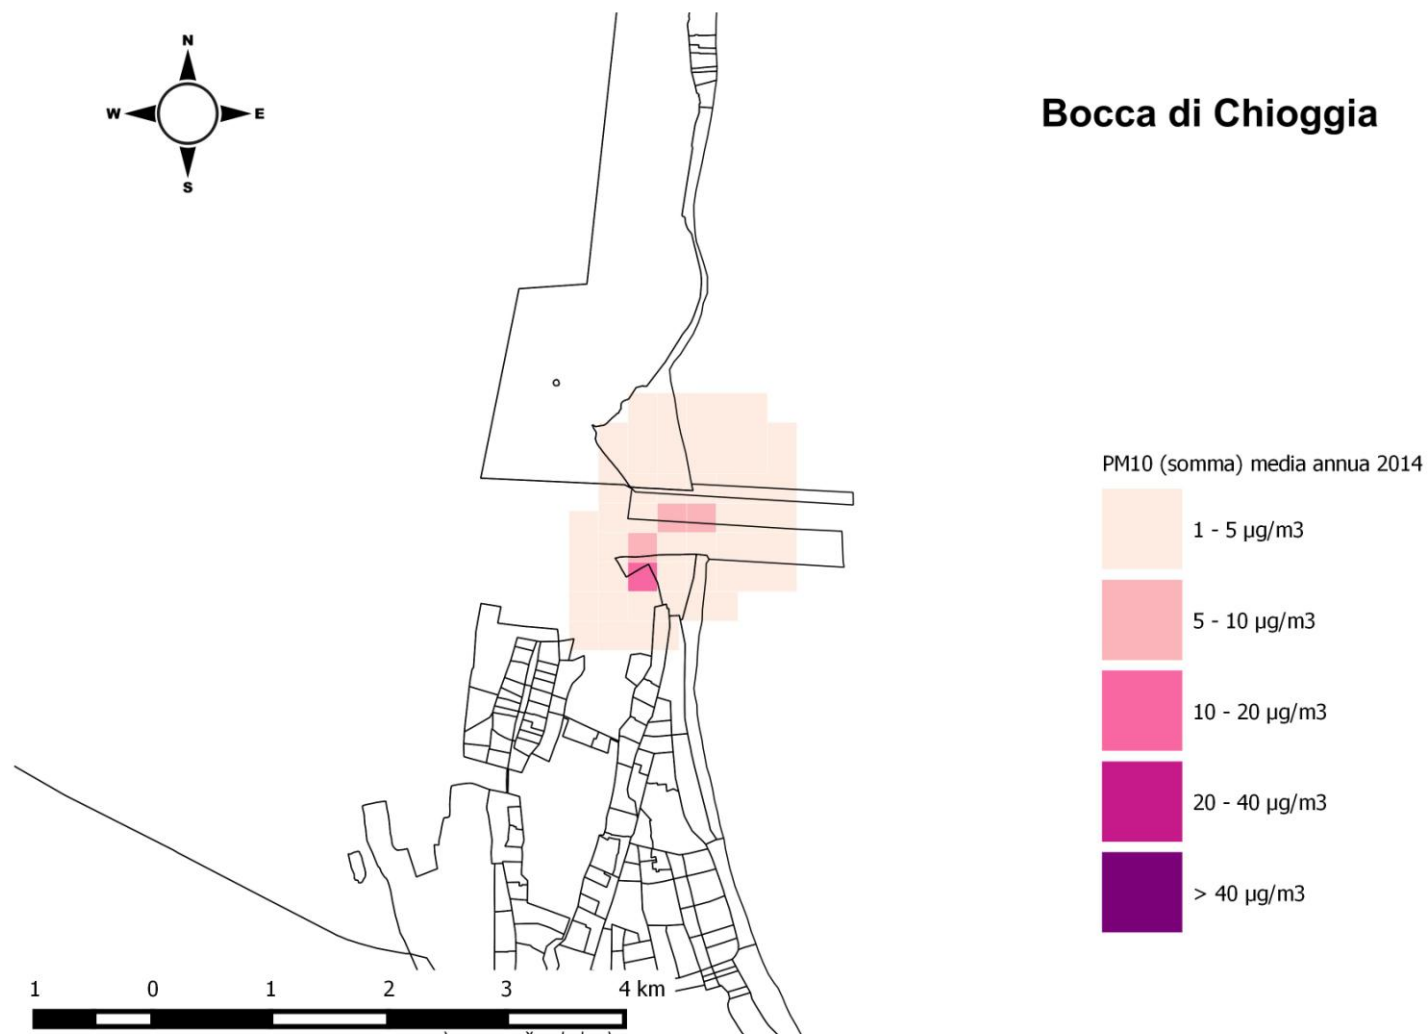 N
W E
S
Bocca di Chioggia
PM10 (somma) media annua 2014
1 - 5 µg/m3
5 - 10 µg/m3
10 - 20 µg/m3
20 - 40 µg/m3
> 40 µg/m3
1 0 1 2 3 4 km